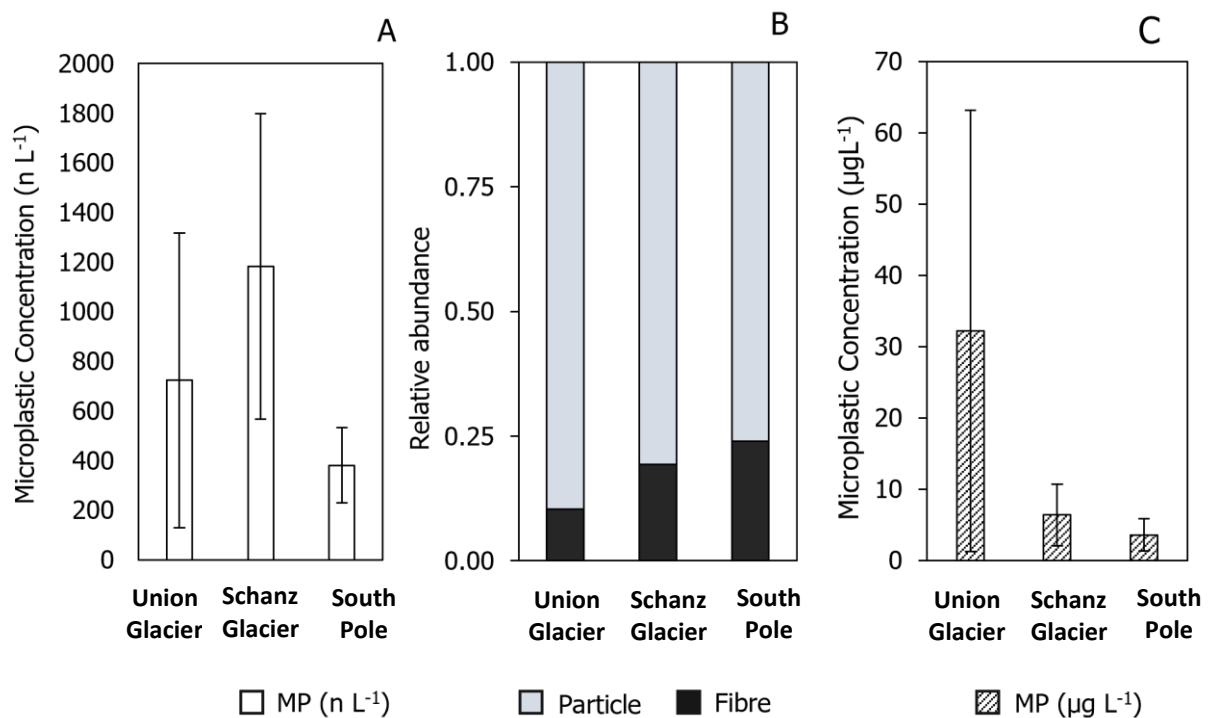 A
Microplastic Concentration (n L⁻¹)
2000
1800
1600
1400
1200
1000
800
600
400
200
0
Union
Glacier
Schanz
Glacier
South
Pole
MP (n L⁻¹)
B
Relative abundance
1.00
0.75
0.50
0.25
0.00
Union
Glacier
Schanz
Glacier
South
Pole
Particle
Fibre
C
Microplastic Concentration (µgL⁻¹)
70
60
50
40
30
20
10
0
Union
Glacier
Schanz
Glacier
South
Pole
MP (µg L⁻¹)